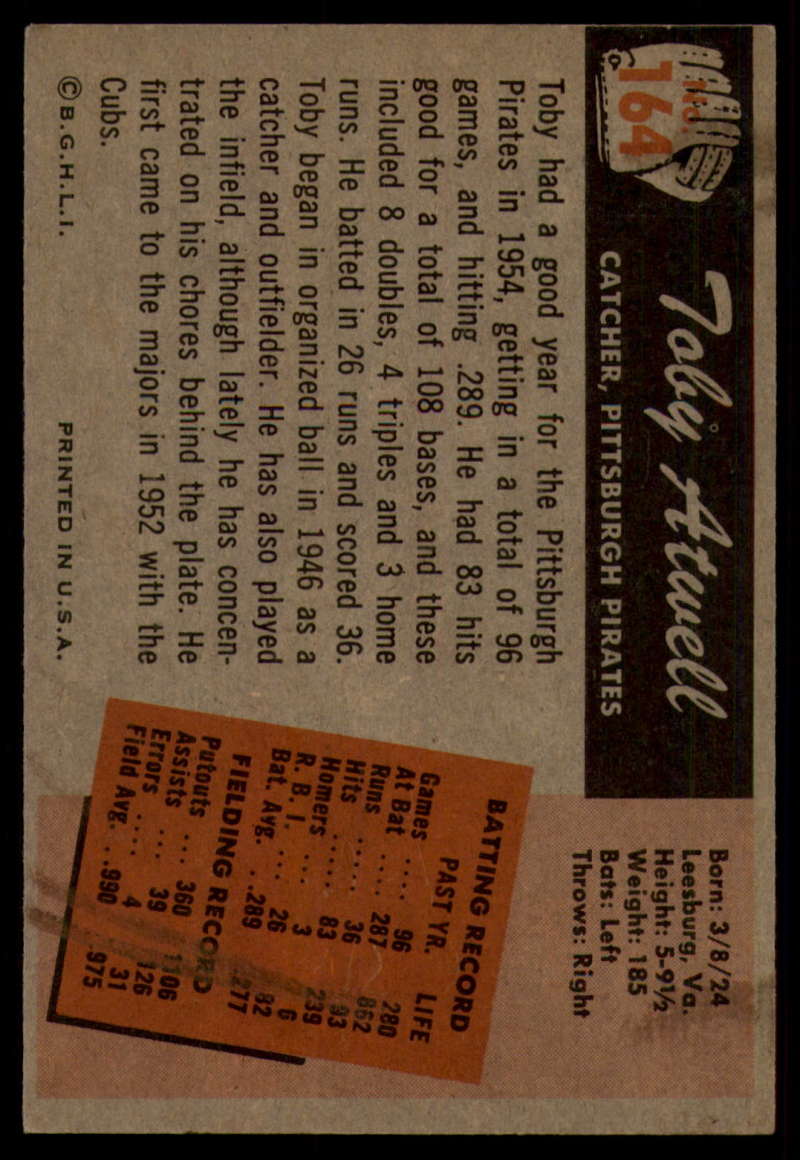 No.
164
Toby Atwell
CATCHER, PITTSBURGH PIRATES
Born: 3/8/24
Leesburg, Va.
Height: 5-9½
Weight: 185
Bats: Left
Throws: Right
Toby had a good year for the Pittsburgh
Pirates in 1954, getting in a total of 96
games, and hitting .289. He had 83 hits
good for a total of 108 bases, and these
included 8 doubles, 4 triples and 3 home
runs. He batted in 26 runs and scored 36.
Toby began in organized ball in 1946 as a
catcher and outfielder. He has also played
the infield, although lately he has concen-
trated on his chores behind the plate. He
first came to the majors in 1952 with the
Cubs.
©B.G.H.L.I. PRINTED IN U.S.A.
BATTING RECORD
PAST YR. LIFE
Games .... 96 280
At Bat .... 287 862
Runs ..... 36 93
Hits ..... 83 239
Homers ... 3 6
R. B. I. ... 26 82
Bat. Avg. . .289 .277
FIELDING RECORD
Putouts ... 360 1106
Assists ... 39 126
Errors .... 4 31
Field Avg. . .990 .975